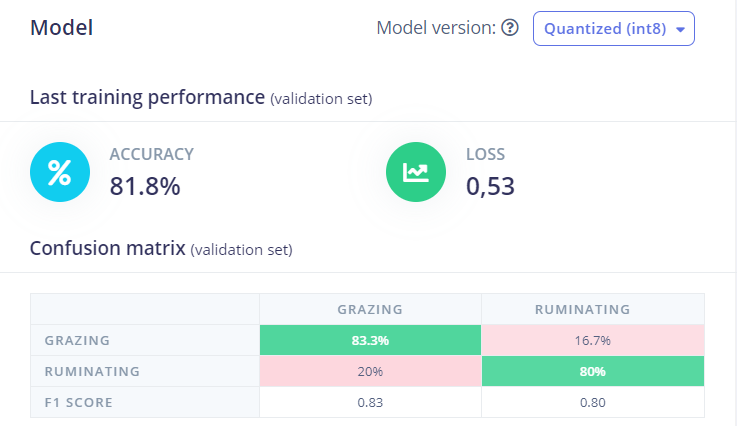 Model Model version: Quantized (int8)
Last training performance (validation set)
ACCURACY LOSS
81.8% 0,53
Confusion matrix (validation set)
GRAZING RUMINATING
GRAZING 83.3% 16.7%
RUMINATING 20% 80%
F1 SCORE 0.83 0.80